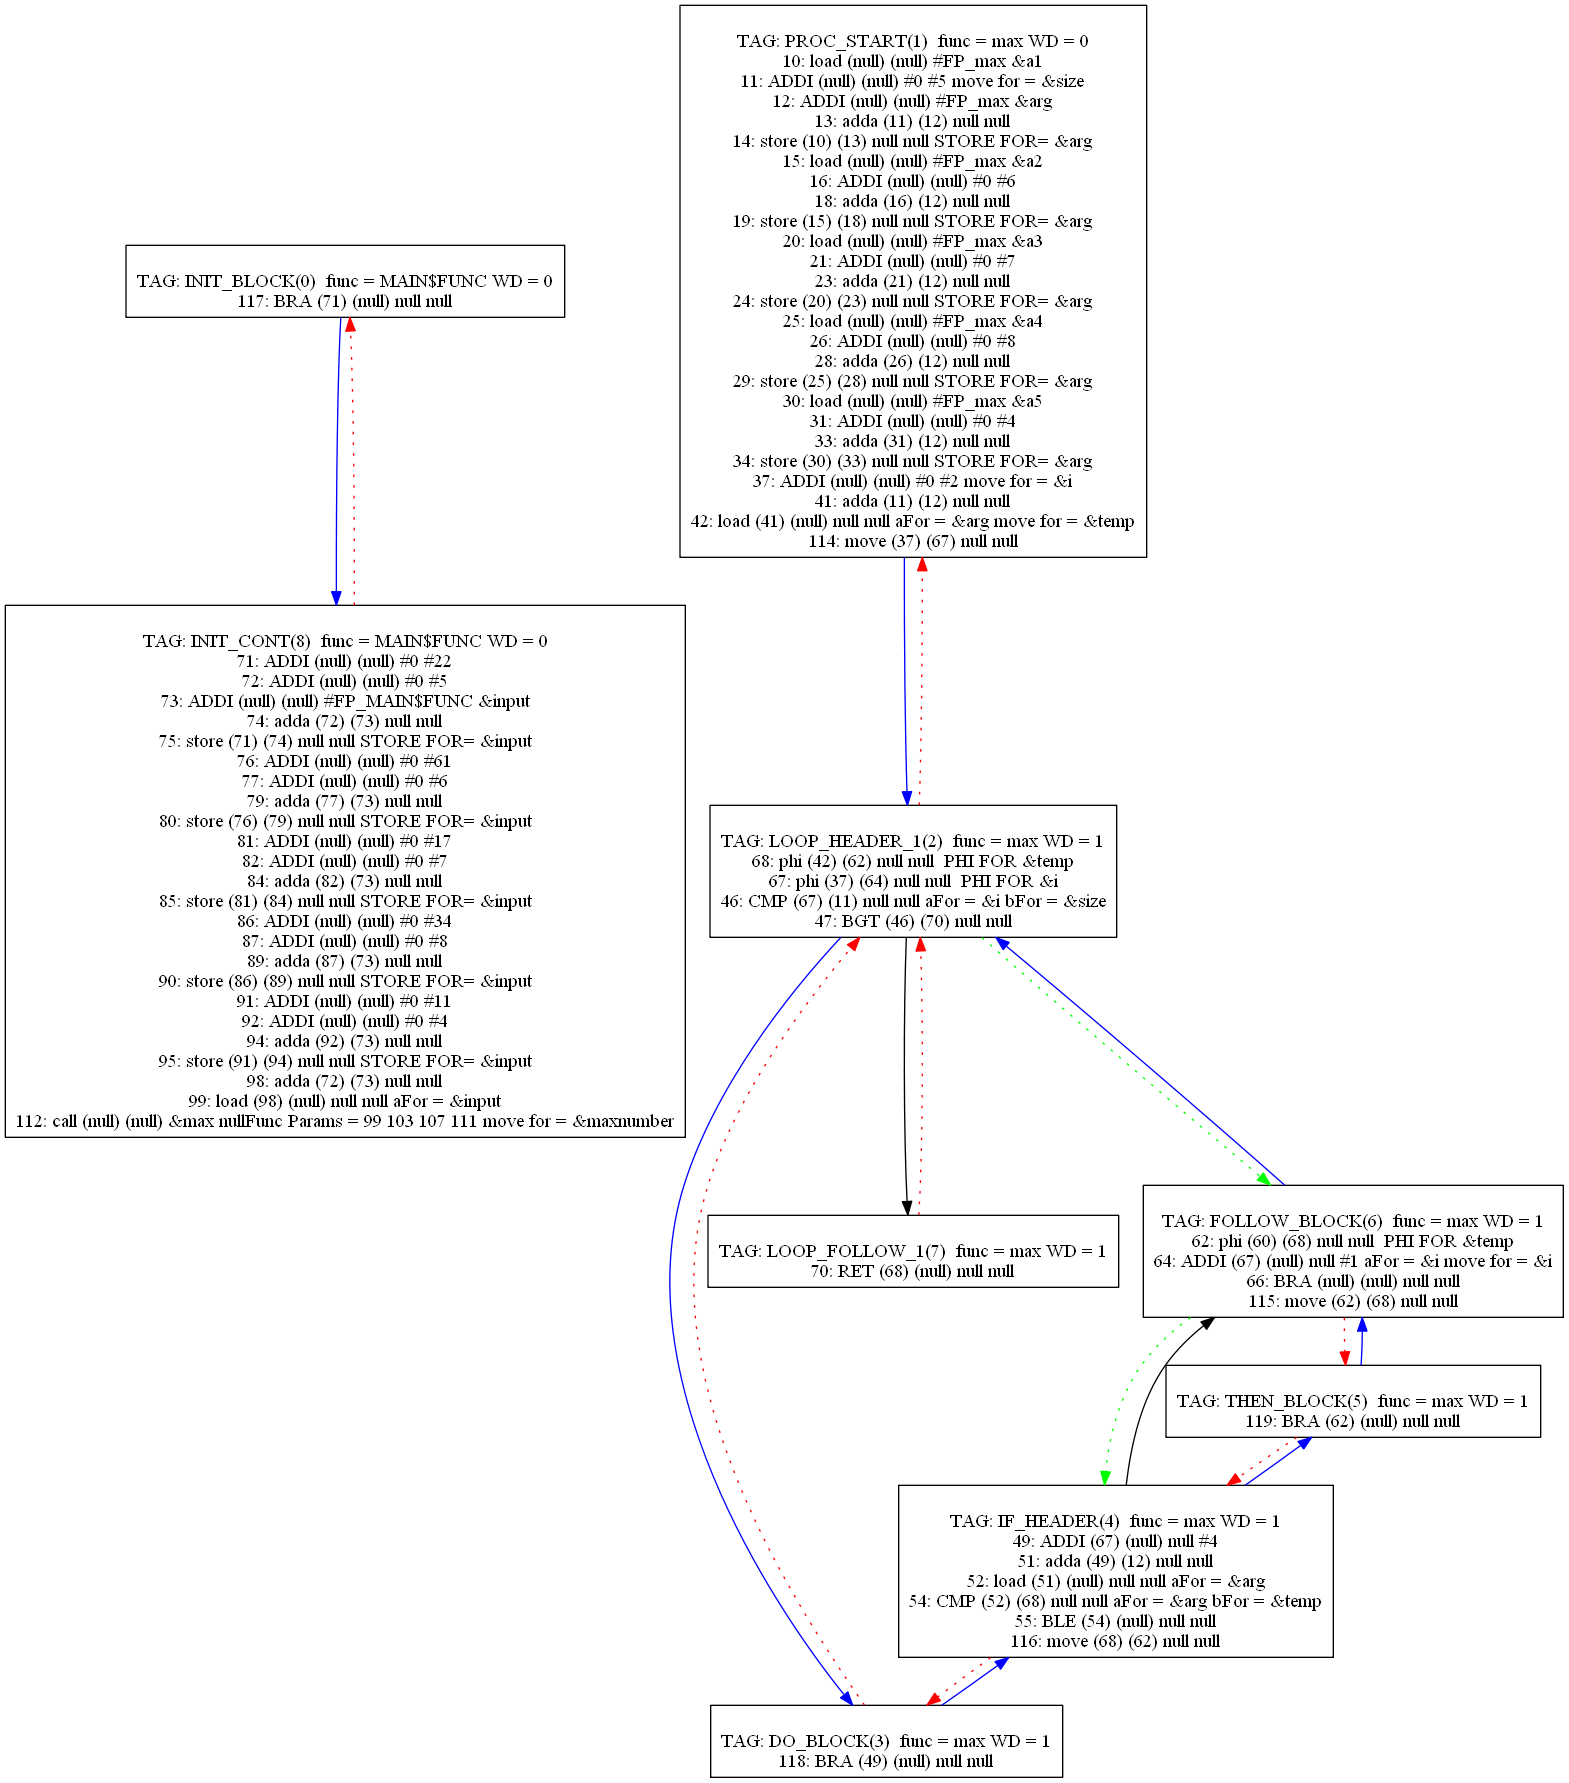 TAG: PROC_START(1)  func = max WD = 0
10: load (null) (null) #FP_max &a1
11: ADDI (null) (null) #0 #5 move for = &size
12: ADDI (null) (null) #FP_max &arg
13: adda (11) (12) null null
14: store (10) (13) null null STORE FOR= &arg
15: load (null) (null) #FP_max &a2
16: ADDI (null) (null) #0 #6
18: adda (16) (12) null null
19: store (15) (18) null null STORE FOR= &arg
20: load (null) (null) #FP_max &a3
21: ADDI (null) (null) #0 #7
23: adda (21) (12) null null
24: store (20) (23) null null STORE FOR= &arg
25: load (null) (null) #FP_max &a4
26: ADDI (null) (null) #0 #8
28: adda (26) (12) null null
29: store (25) (28) null null STORE FOR= &arg
30: load (null) (null) #FP_max &a5
31: ADDI (null) (null) #0 #4
33: adda (31) (12) null null
34: store (30) (33) null null STORE FOR= &arg
37: ADDI (null) (null) #0 #2 move for = &i
41: adda (11) (12) null null
42: load (41) (null) null null aFor = &arg move for = &temp
114: move (37) (67) null null
TAG: INIT_BLOCK(0)  func = MAIN$FUNC WD = 0
117: BRA (71) (null) null null
TAG: INIT_CONT(8)  func = MAIN$FUNC WD = 0
71: ADDI (null) (null) #0 #22
72: ADDI (null) (null) #0 #5
73: ADDI (null) (null) #FP_MAIN$FUNC &input
74: adda (72) (73) null null
75: store (71) (74) null null STORE FOR= &input
76: ADDI (null) (null) #0 #61
77: ADDI (null) (null) #0 #6
79: adda (77) (73) null null
80: store (76) (79) null null STORE FOR= &input
81: ADDI (null) (null) #0 #17
82: ADDI (null) (null) #0 #7
84: adda (82) (73) null null
85: store (81) (84) null null STORE FOR= &input
86: ADDI (null) (null) #0 #34
87: ADDI (null) (null) #0 #8
89: adda (87) (73) null null
90: store (86) (89) null null STORE FOR= &input
91: ADDI (null) (null) #0 #11
92: ADDI (null) (null) #0 #4
94: adda (92) (73) null null
95: store (91) (94) null null STORE FOR= &input
98: adda (72) (73) null null
99: load (98) (null) null null aFor = &input
112: call (null) (null) &max nullFunc Params = 99 103 107 111 move for = &maxnumber
TAG: LOOP_HEADER_1(2)  func = max WD = 1
68: phi (42) (62) null null  PHI FOR &temp
67: phi (37) (64) null null  PHI FOR &i
46: CMP (67) (11) null null aFor = &i bFor = &size
47: BGT (46) (70) null null
TAG: LOOP_FOLLOW_1(7)  func = max WD = 1
70: RET (68) (null) null null
TAG: FOLLOW_BLOCK(6)  func = max WD = 1
62: phi (60) (68) null null  PHI FOR &temp
64: ADDI (67) (null) null #1 aFor = &i move for = &i
66: BRA (null) (null) null null
115: move (62) (68) null null
TAG: THEN_BLOCK(5)  func = max WD = 1
119: BRA (62) (null) null null
TAG: IF_HEADER(4)  func = max WD = 1
49: ADDI (67) (null) null #4
51: adda (49) (12) null null
52: load (51) (null) null null aFor = &arg
54: CMP (52) (68) null null aFor = &arg bFor = &temp
55: BLE (54) (null) null null
116: move (68) (62) null null
TAG: DO_BLOCK(3)  func = max WD = 1
118: BRA (49) (null) null null